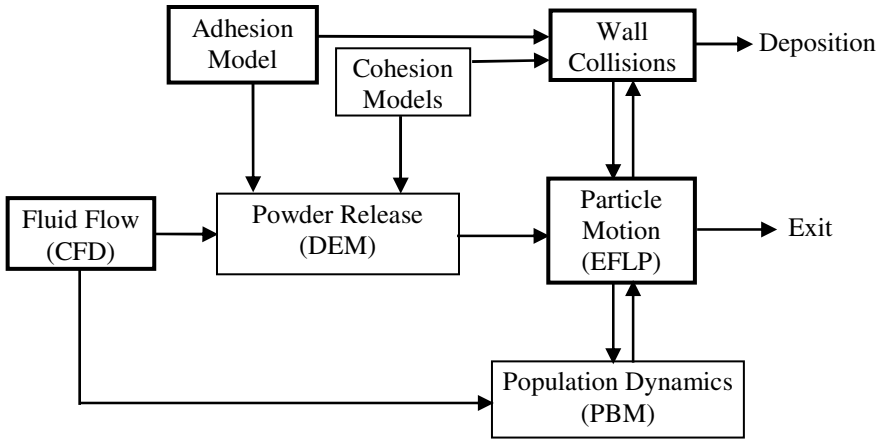 Adhesion
Model
Cohesion
Models
Wall
Collisions
Deposition
Fluid Flow
(CFD)
Powder Release
(DEM)
Particle
Motion
(EFLP)
Exit
Population Dynamics
(PBM)